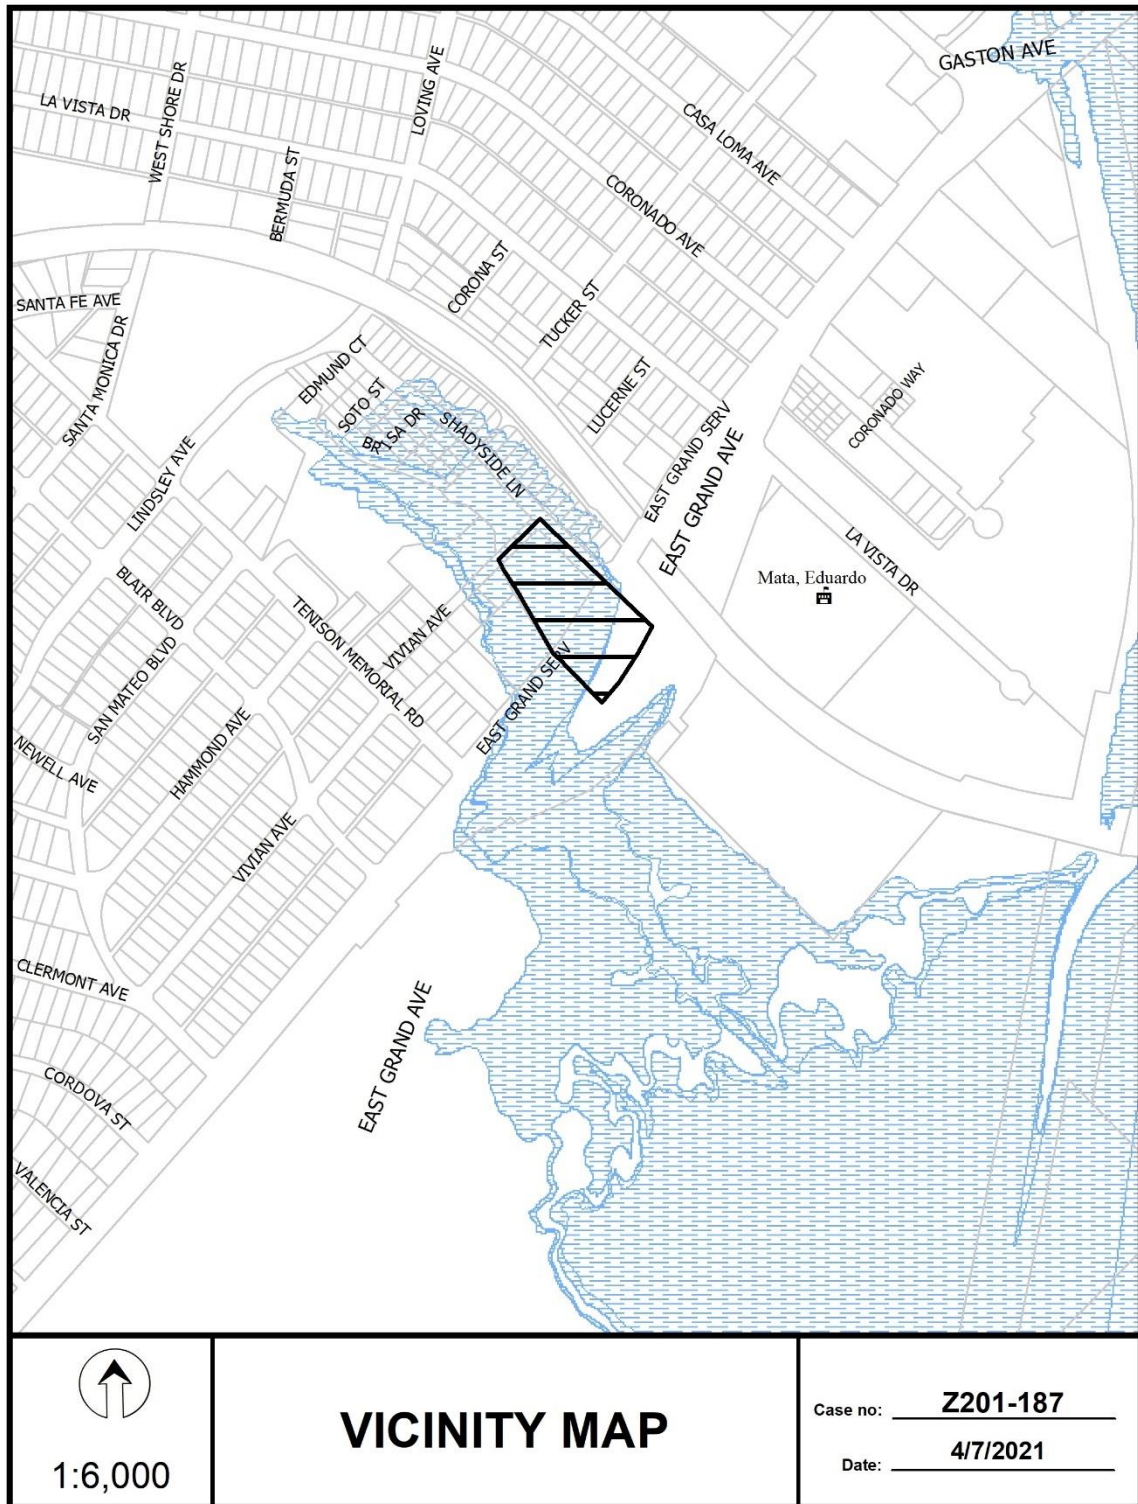 GASTON AVE
LOVING AVE
WEST SHORE DR
LA VISTA DR
CASA LOMA AVE
BERMUDA ST
CORONADO AVE
CORONA ST
SANTA FE AVE
TUCKER ST
SANTA MONICA DR
EDMUND CT
LUCERNE ST
CORONADO WAY
SOTO ST
BRISA DR
SHADYSIDE LN
EAST GRAND SERV
EAST GRAND AVE
LINDSLEY AVE
LA VISTA DR
Mata, Eduardo
BLAIR BLVD
TENISON MEMORIAL RD
VIVIAN AVE
SAN MATEO BLVD
EAST GRAND SERV
NEWELL AVE
HAMMOND AVE
VIVIAN AVE
CLERMONT AVE
EAST GRAND AVE
CORDOVA ST
VALENCIA ST
1:6,000
VICINITY MAP
Case no: Z201-187
Date: 4/7/2021